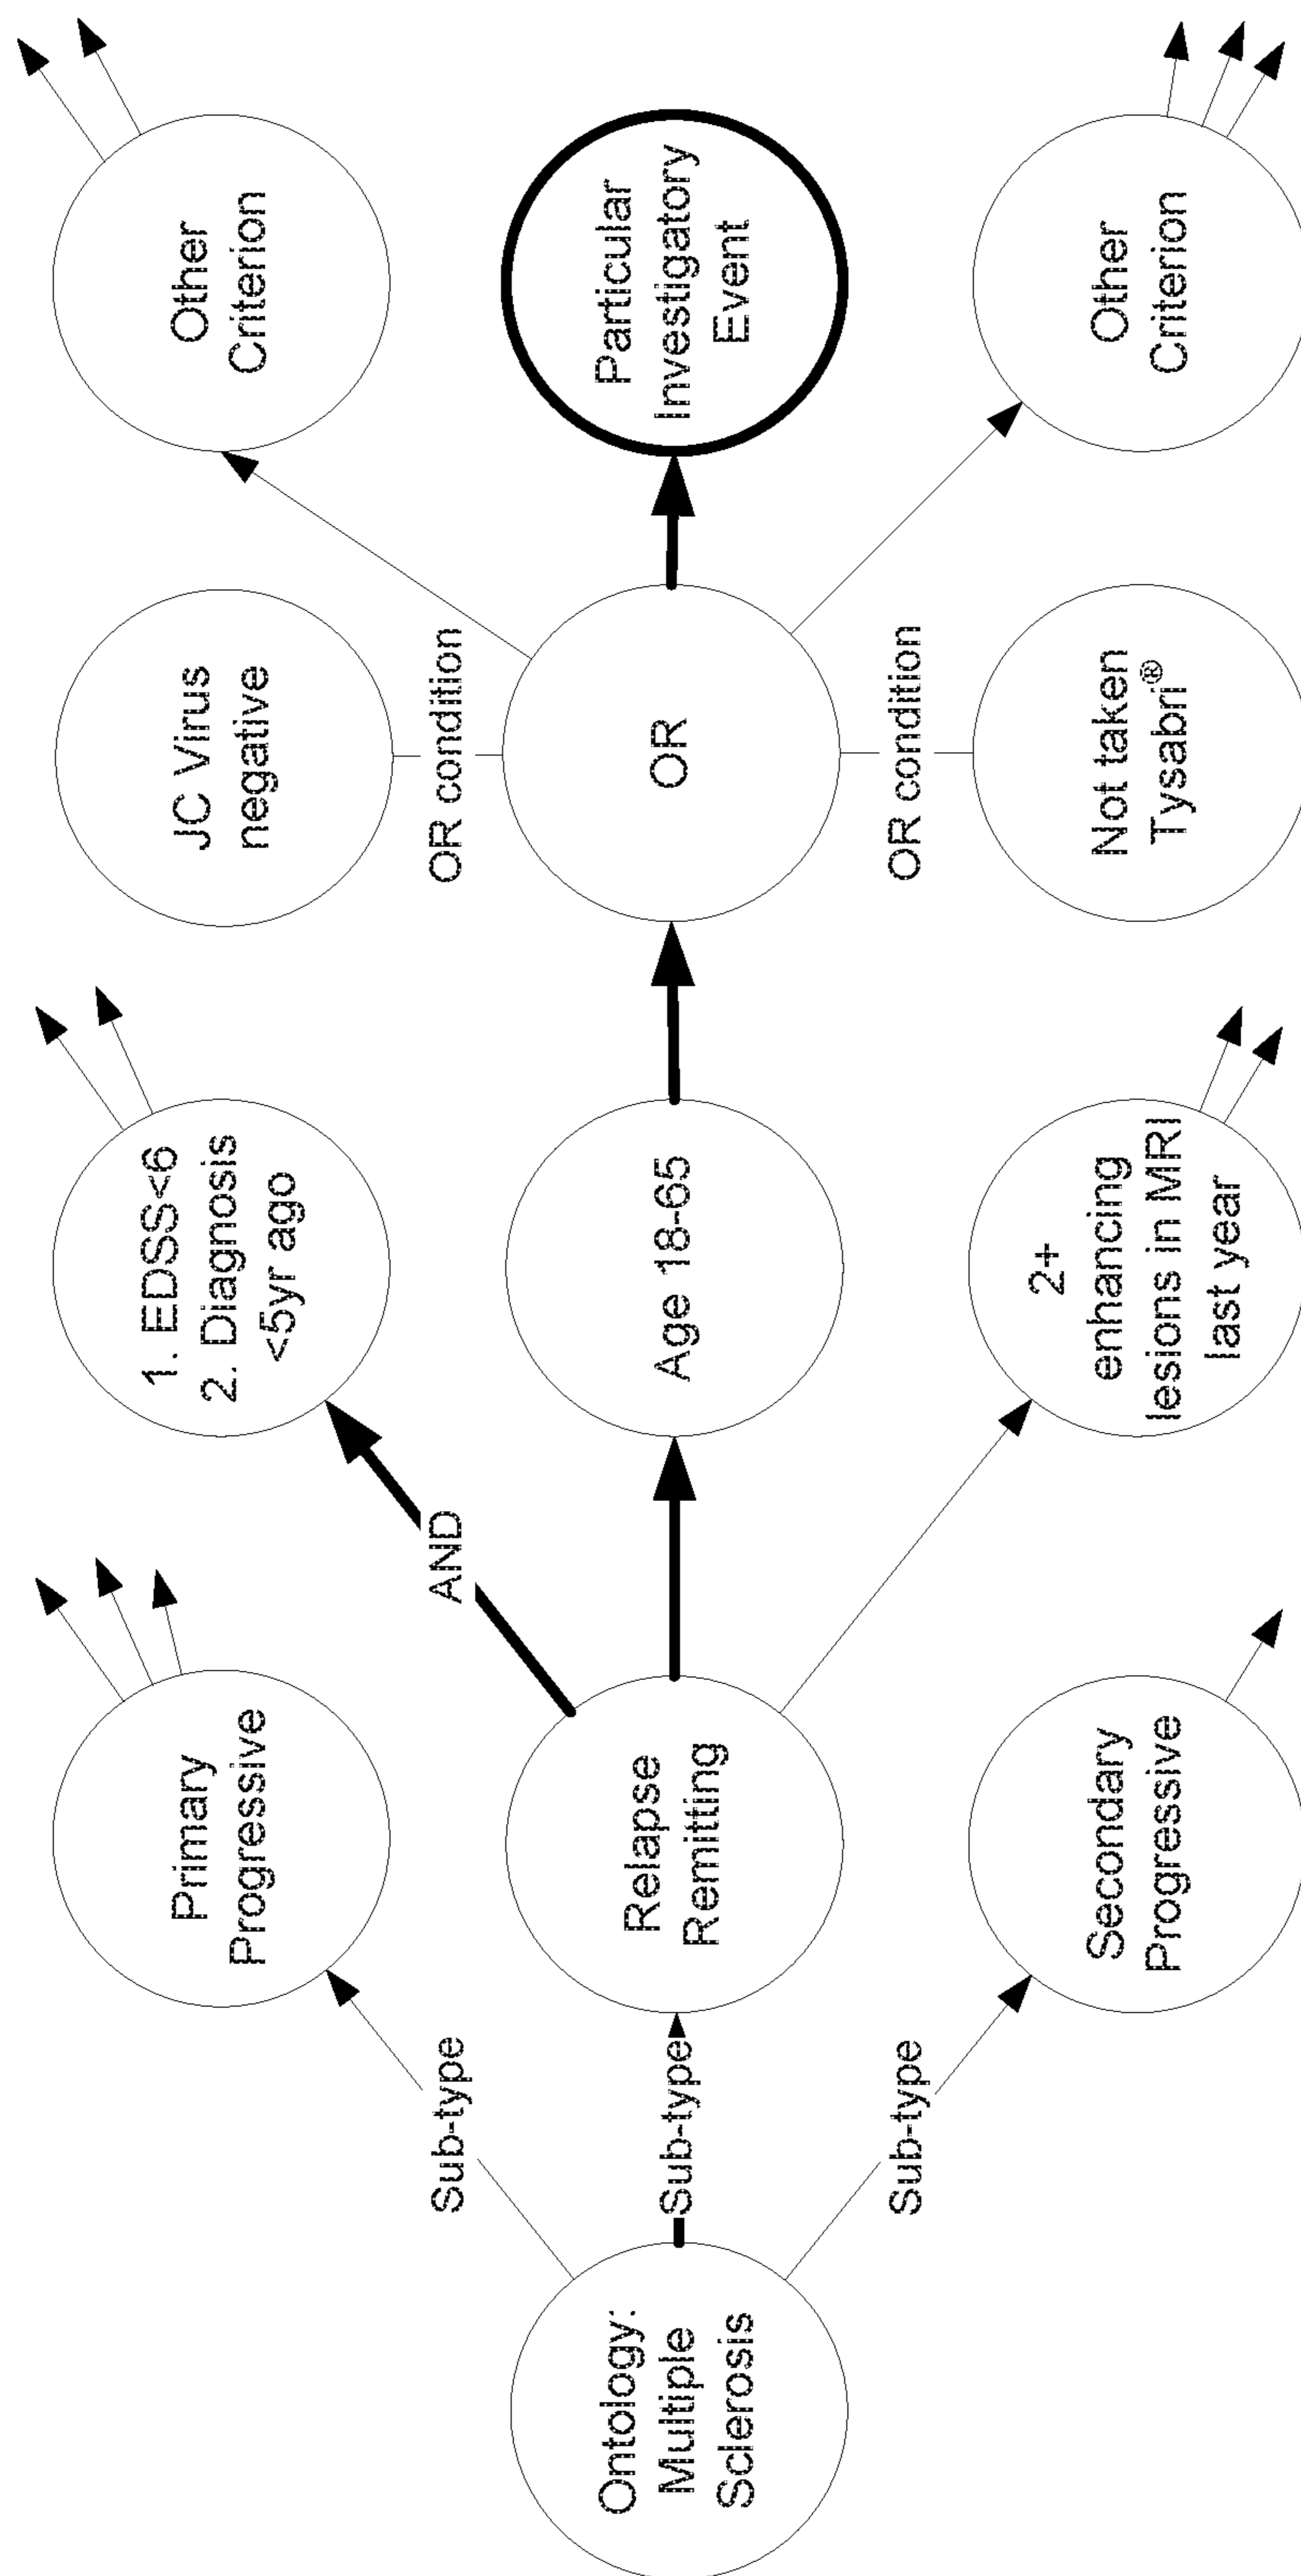 Ontology:
Multiple
Sclerosis
Sub-type
Sub-type
Sub-type
Primary
Progressive
Relapse
Remitting
Secondary
Progressive
AND
1. EDSS<6
2. Diagnosis
<5yr ago
Age 18-65
2+
enhancing
lesions in MRI
last year
JC Virus
negative
OR condition
OR
OR condition
Not taken
Tysabri®
Other
Criterion
Particular
Investigatory
Event
Other
Criterion